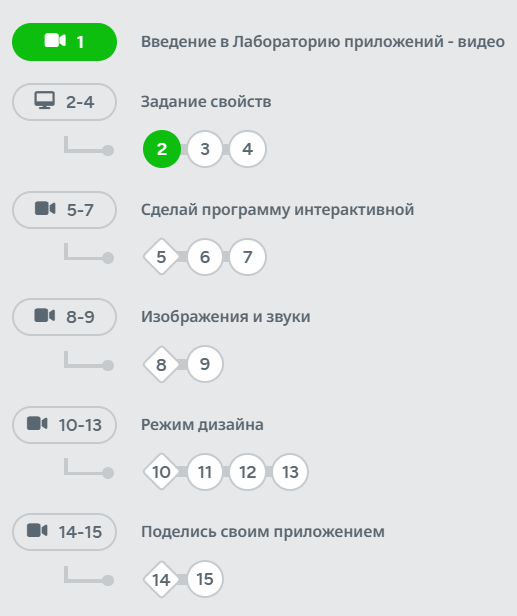 1 Введение в Лабораторию приложений - видео
2-4 Задание свойств
2 3 4
5-7 Сделай программу интерактивной
5 6 7
8-9 Изображения и звуки
8 9
10-13 Режим дизайна
10 11 12 13
14-15 Поделись своим приложением
14 15